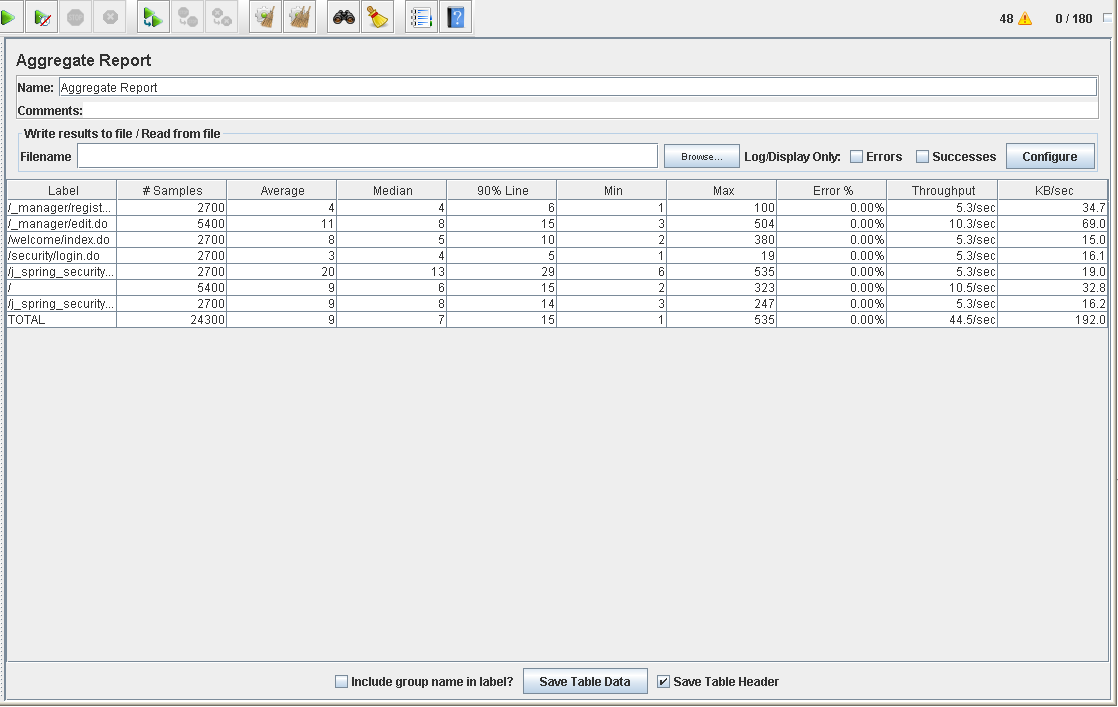 48 0 / 180
Aggregate Report
Name: Aggregate Report
Comments:
Write results to file / Read from file
Filename Browse... Log/Display Only: Errors Successes Configure
Label # Samples Average Median 90% Line Min Max Error % Throughput KB/sec
/_manager/regist... 2700 4 4 6 1 100 0.00% 5.3/sec 34.7
/_manager/edit.do 5400 11 8 15 3 504 0.00% 10.3/sec 69.0
/welcome/index.do 2700 8 5 10 2 380 0.00% 5.3/sec 15.0
/security/login.do 2700 3 4 5 1 19 0.00% 5.3/sec 16.1
/j_spring_security... 2700 20 13 29 6 535 0.00% 5.3/sec 19.0
/ 5400 9 6 15 2 323 0.00% 10.5/sec 32.8
/j_spring_security... 2700 9 8 14 3 247 0.00% 5.3/sec 16.2
TOTAL 24300 9 7 15 1 535 0.00% 44.5/sec 192.0
Include group name in label? Save Table Data Save Table Header